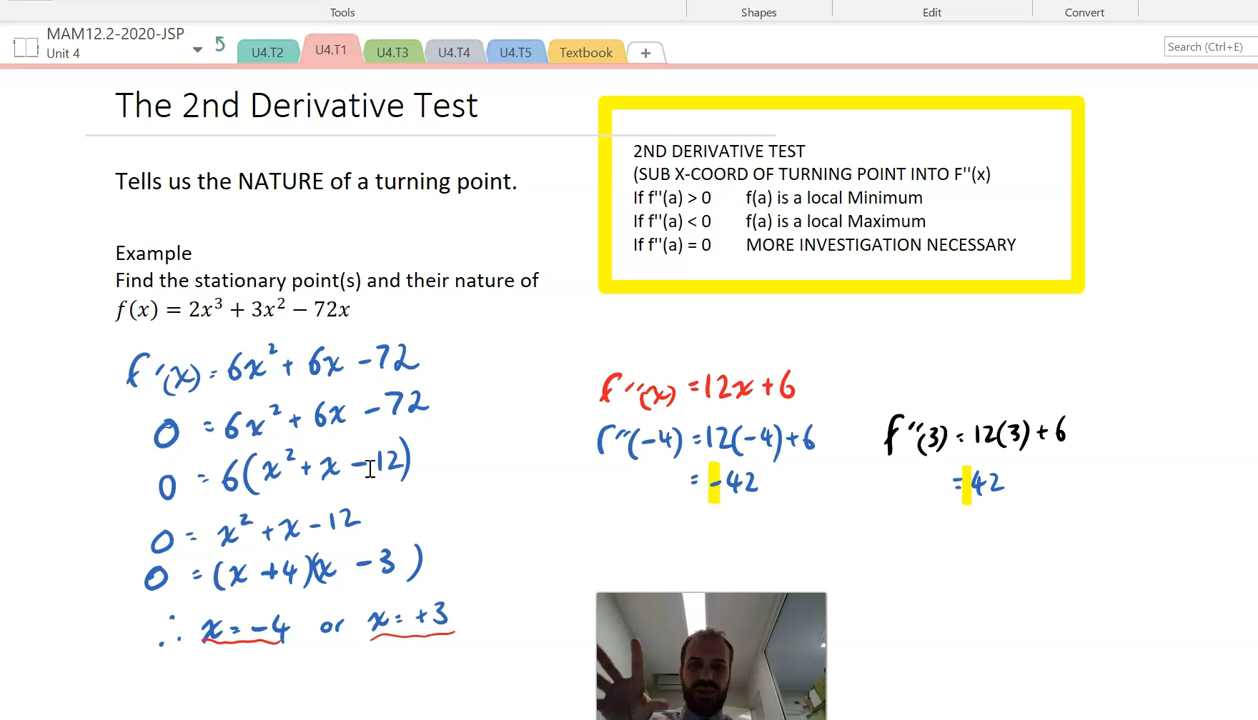 Tools
Shapes
Edit
Convert
MAM12.2-2020-JSP
Unit 4
U4.T2
U4.T1
U4.T3
U4.T4
U4.T5
Textbook
+
Search (Ctrl+E)
The 2nd Derivative Test
Tells us the NATURE of a turning point.
2ND DERIVATIVE TEST
(SUB X-COORD OF TURNING POINT INTO F''(x)
If f''(a) > 0 f(a) is a local Minimum
If f''(a) < 0 f(a) is a local Maximum
If f''(a) = 0 MORE INVESTIGATION NECESSARY
Example
Find the stationary point(s) and their nature of
f(x) = 2x³ + 3x² − 72x
f'(x) = 6x² + 6x − 72
0 = 6x² + 6x − 72
0 = 6(x² + x − 12)
0 = x² + x − 12
0 = (x + 4)(x − 3)
∴ x = −4 or x = +3
f''(x) = 12x + 6
f''(−4) = 12(−4) + 6
= −42
f''(3) = 12(3) + 6
= 42